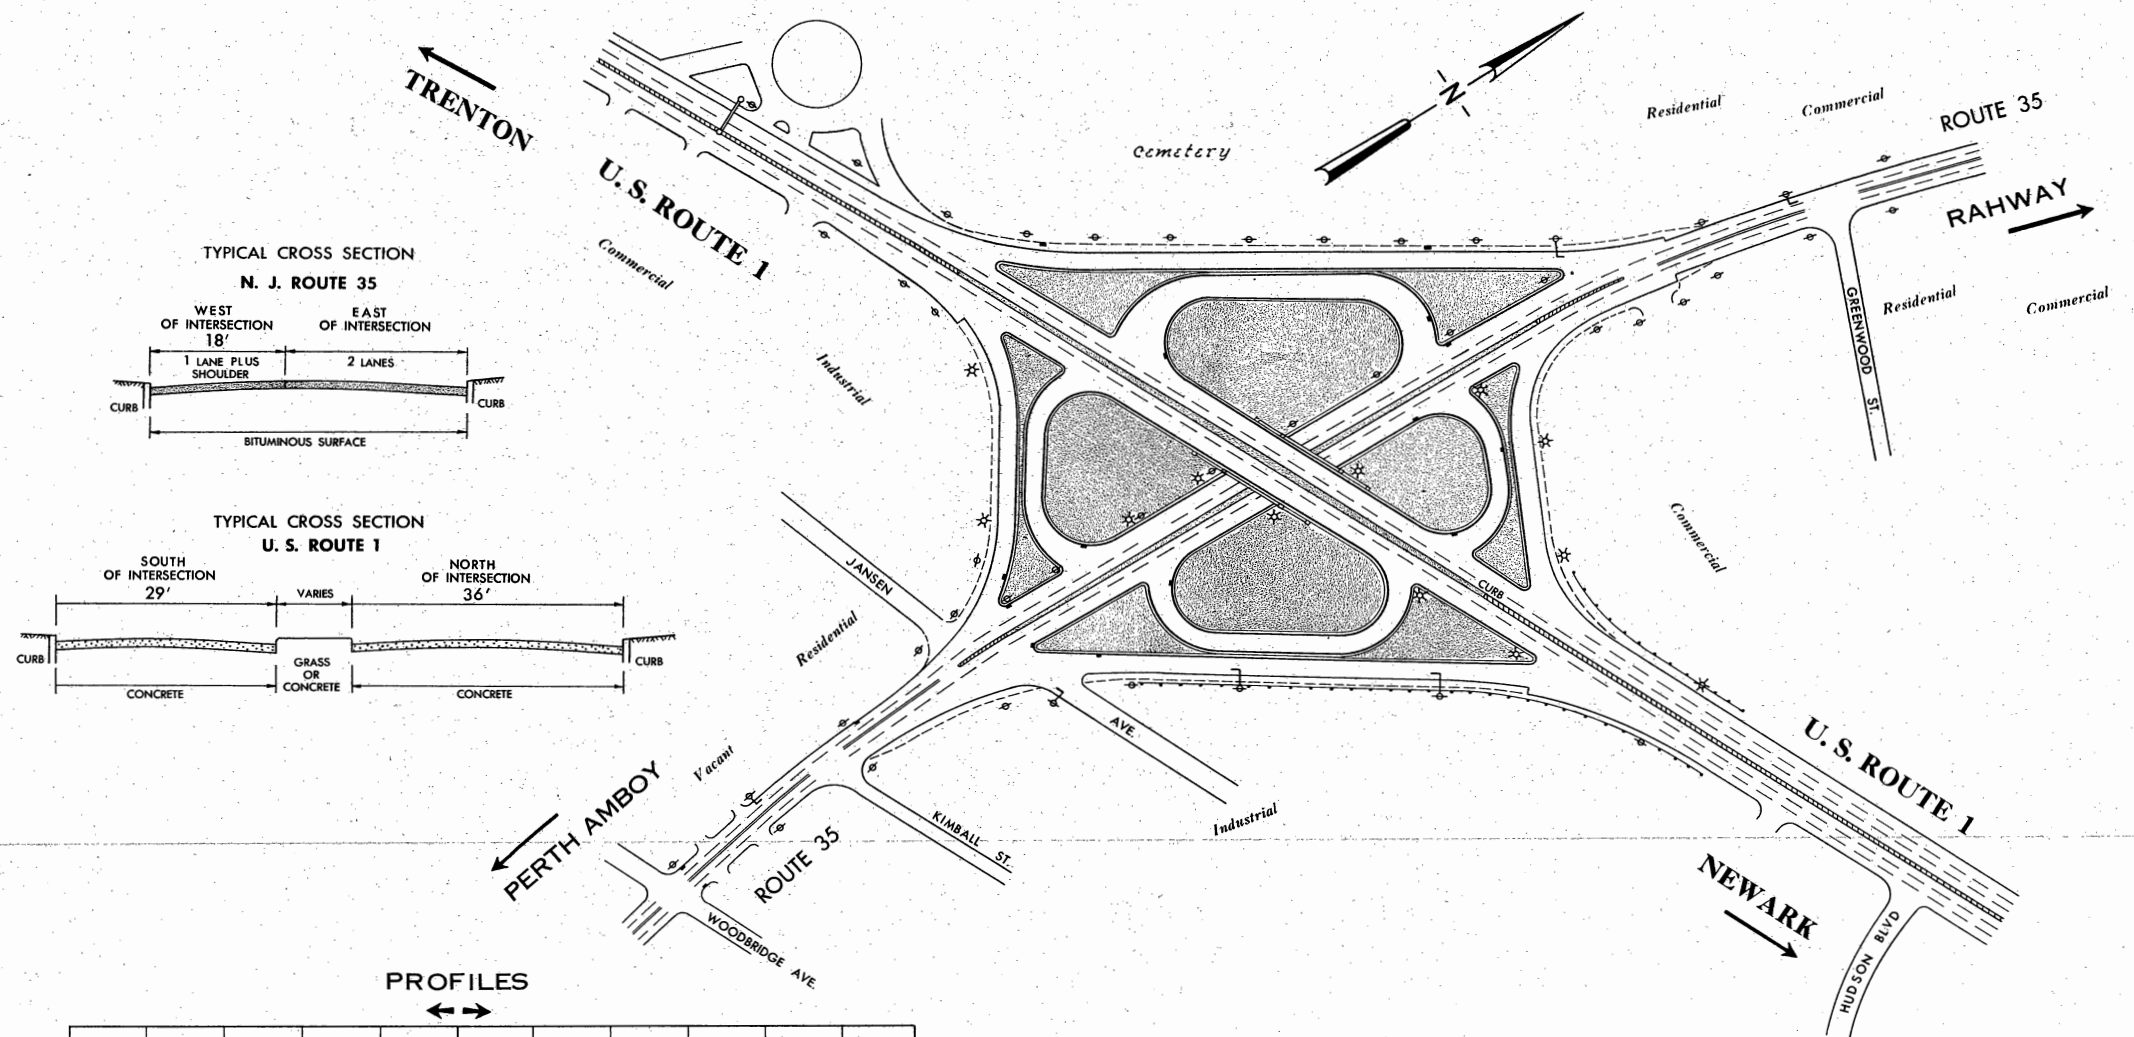 TRENTON
U. S. ROUTE 1
Commercial
Cemetery
N
Residential
Commercial
ROUTE 35
RAHWAY
Residential
Commercial
GREENWOOD ST.
TYPICAL CROSS SECTION
N. J. ROUTE 35
WEST
OF INTERSECTION
18'
EAST
OF INTERSECTION
1 LANE PLUS
SHOULDER
2 LANES
CURB
CURB
BITUMINOUS SURFACE
Industrial
TYPICAL CROSS SECTION
U. S. ROUTE 1
SOUTH
OF INTERSECTION
29'
VARIES
NORTH
OF INTERSECTION
36'
CURB
GRASS
OR
CONCRETE
CURB
CONCRETE
CONCRETE
JANSEN
AVE.
Residential
CURB
Commercial
Vacant
PERTH AMBOY
ROUTE 35
KIMBALL ST.
WOODBRIDGE AVE.
Industrial
U. S. ROUTE 1
NEWARK
HUDSON BLVD
PROFILES